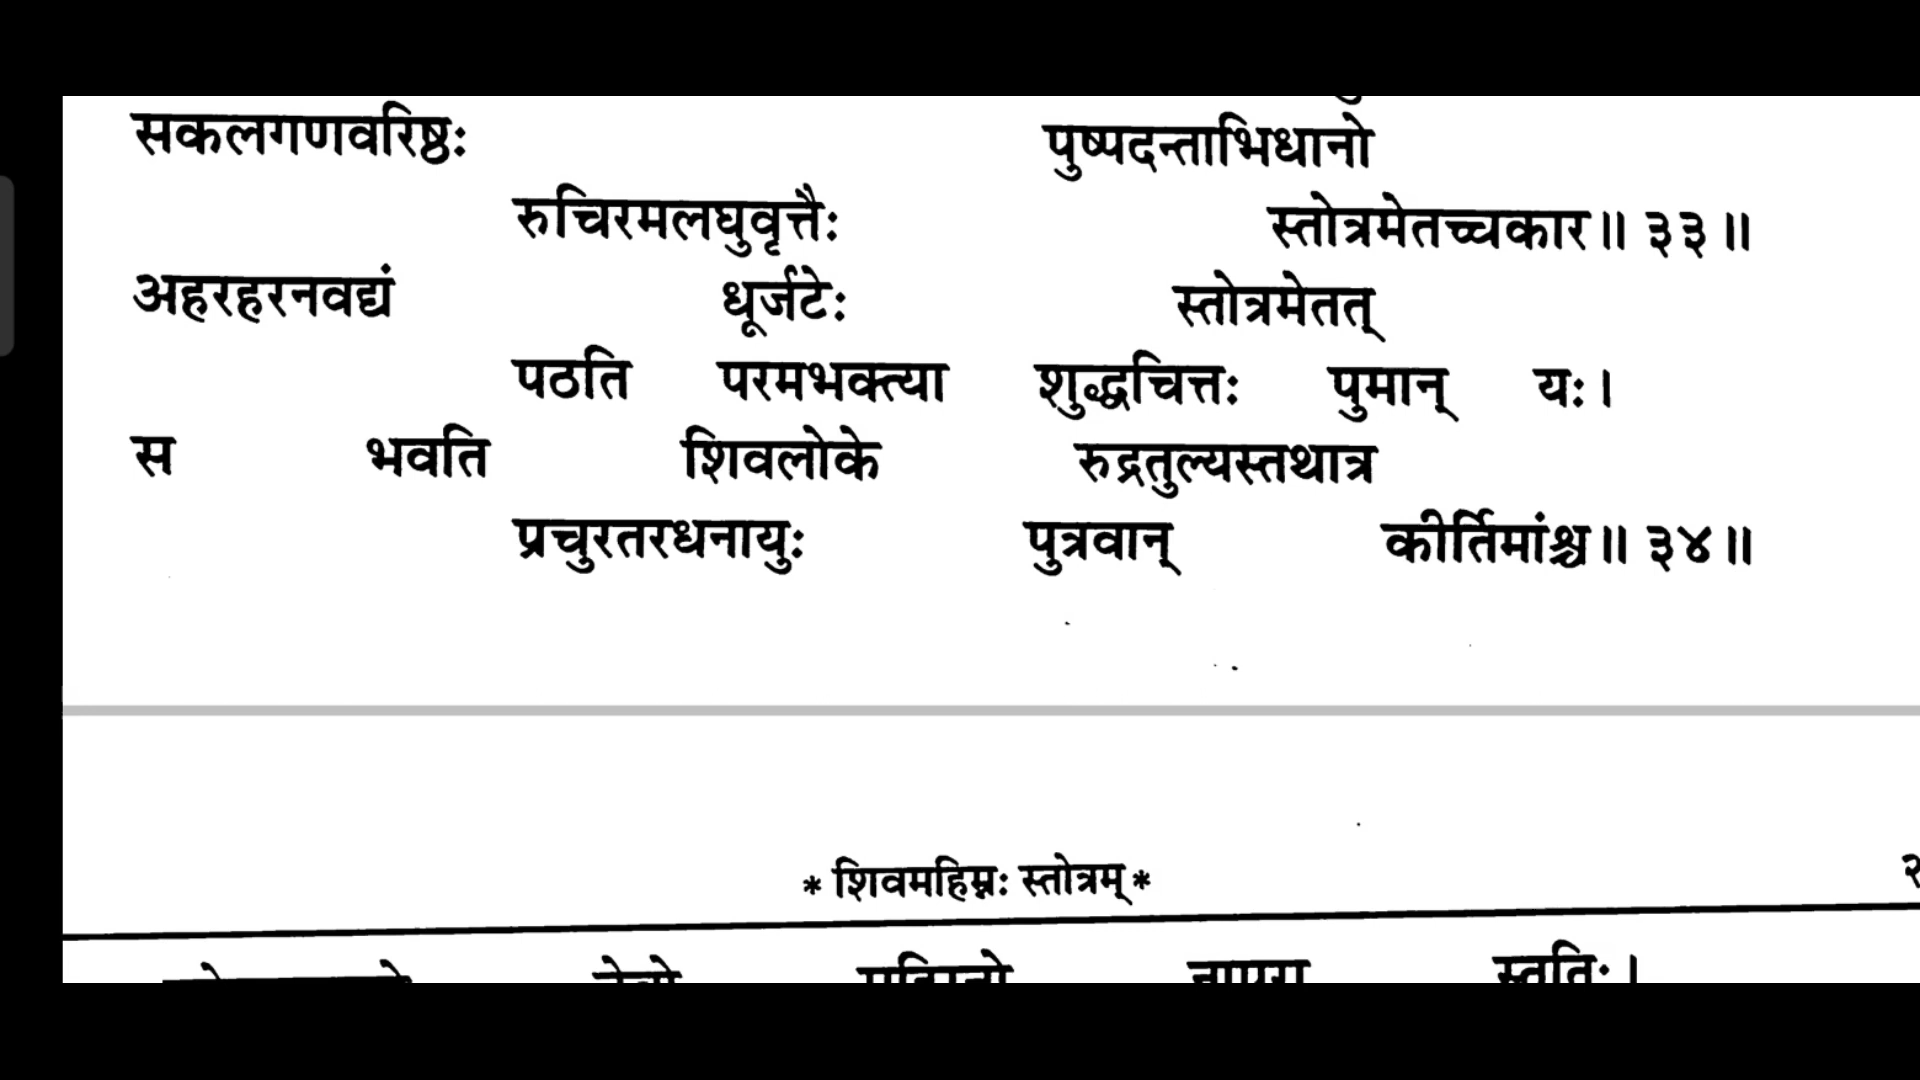 सकलगणवरिष्ठः पुष्पदन्ताभिधानो
रुचिरमलघुवृत्तैः स्तोत्रमेतच्चकार॥ ३३॥
अहरहरनवद्यं धूर्जटेः स्तोत्रमेतत्
पठति परमभक्त्या शुद्धचित्तः पुमान् यः।
स भवति शिवलोके रुद्रतुल्यस्तथात्र
प्रचुरतरधनायुः पुत्रवान् कीर्तिमांश्च॥ ३४॥
* शिवमहिम्नः स्तोत्रम् *
स्तुतिः।